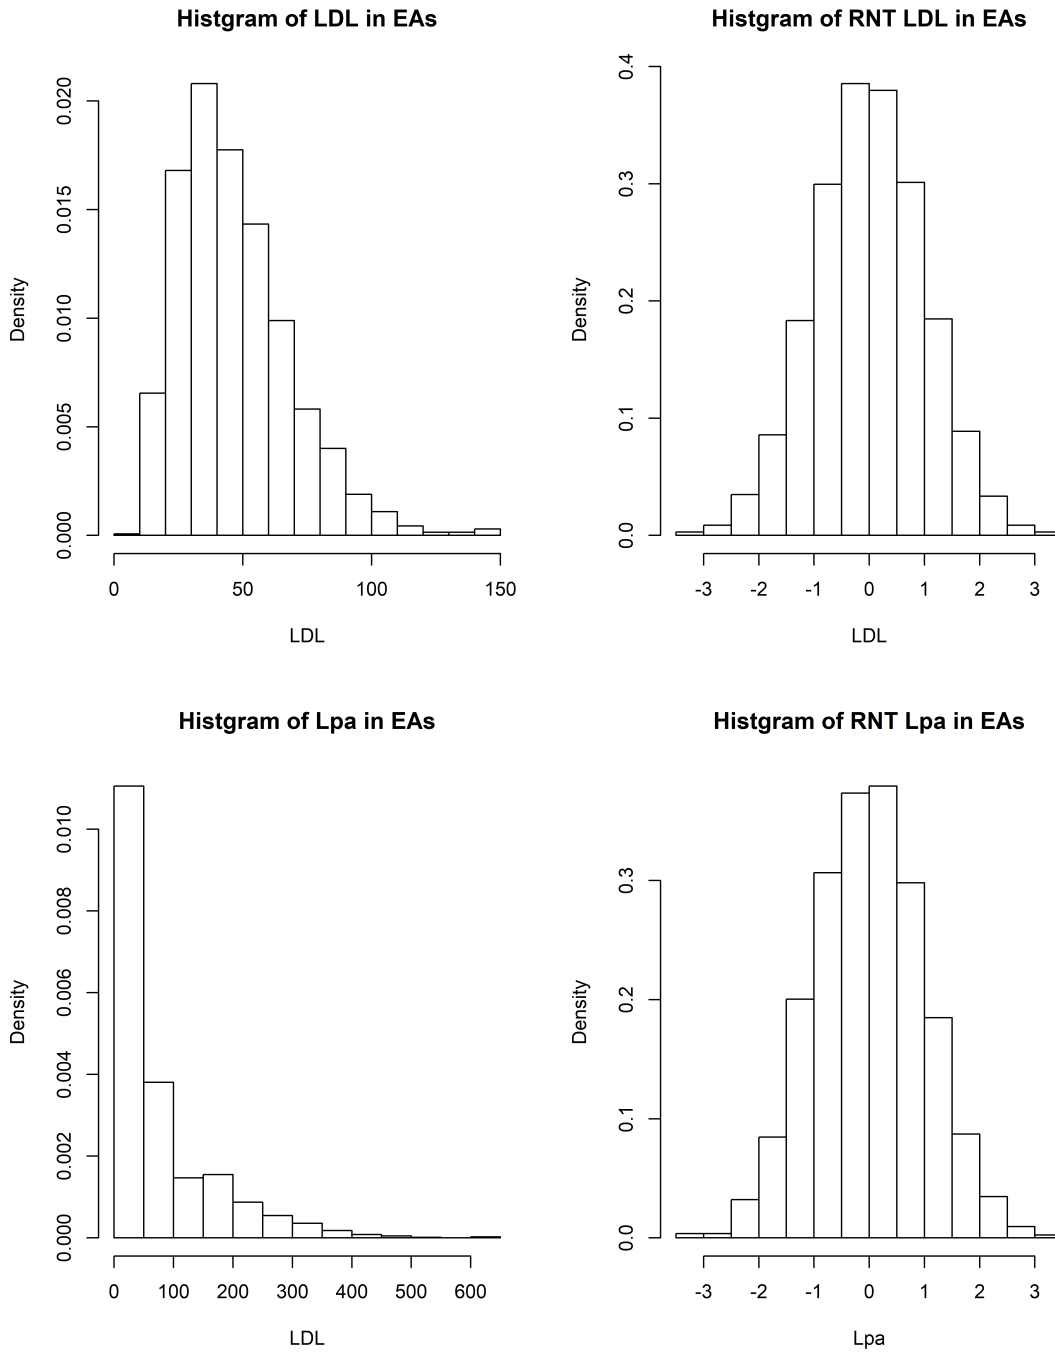 Histgram of LDL in EAs
Density
0.000 0.005 0.010 0.015 0.020
0 50 100 150
LDL
Histgram of RNT LDL in EAs
Density
0.0 0.1 0.2 0.3 0.4
-3 -2 -1 0 1 2 3
LDL
Histgram of Lpa in EAs
Density
0.000 0.002 0.004 0.006 0.008 0.010
0 100 200 300 400 500 600
LDL
Histgram of RNT Lpa in EAs
Density
0.0 0.1 0.2 0.3
-3 -2 -1 0 1 2 3
Lpa